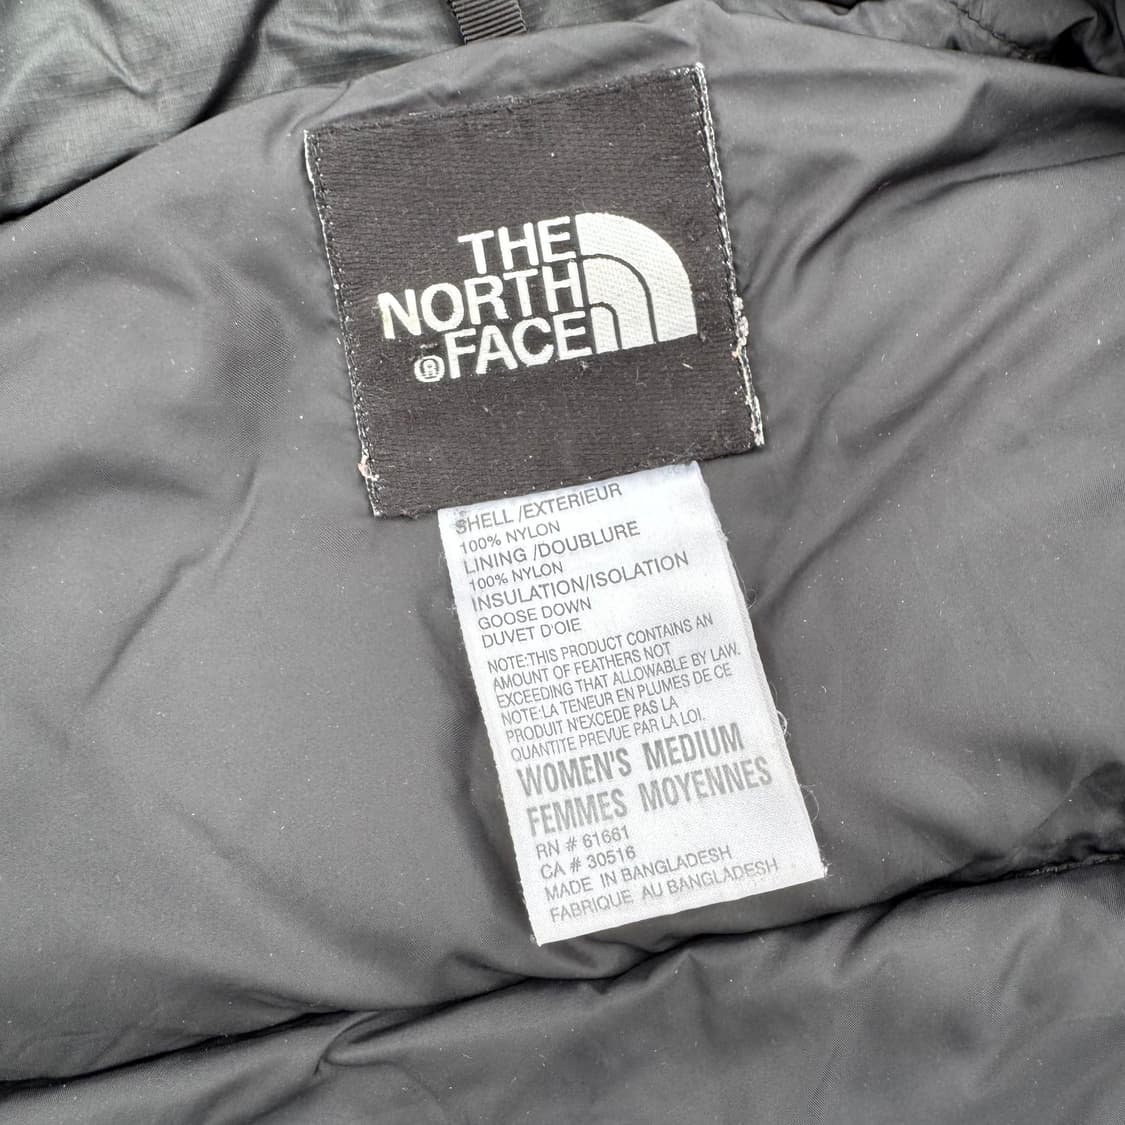 THE
NORTH
®FACE
SHELL /EXTERIEUR
100% NYLON
LINING /DOUBLURE
100% NYLON
INSULATION/ISOLATION
GOOSE DOWN
DUVET D'OIE
NOTE:THIS PRODUCT CONTAINS AN
AMOUNT OF FEATHERS NOT
EXCEEDING THAT ALLOWABLE BY LAW.
NOTE:LA TENEUR EN PLUMES DE CE
PRODUIT N'EXCEDE PAS LA
QUANTITE PREVUE PAR LA LOI.
WOMEN'S MEDIUM
FEMMES MOYENNES
RN # 61661
CA # 30516
MADE IN BANGLADESH
FABRIQUE AU BANGLADESH